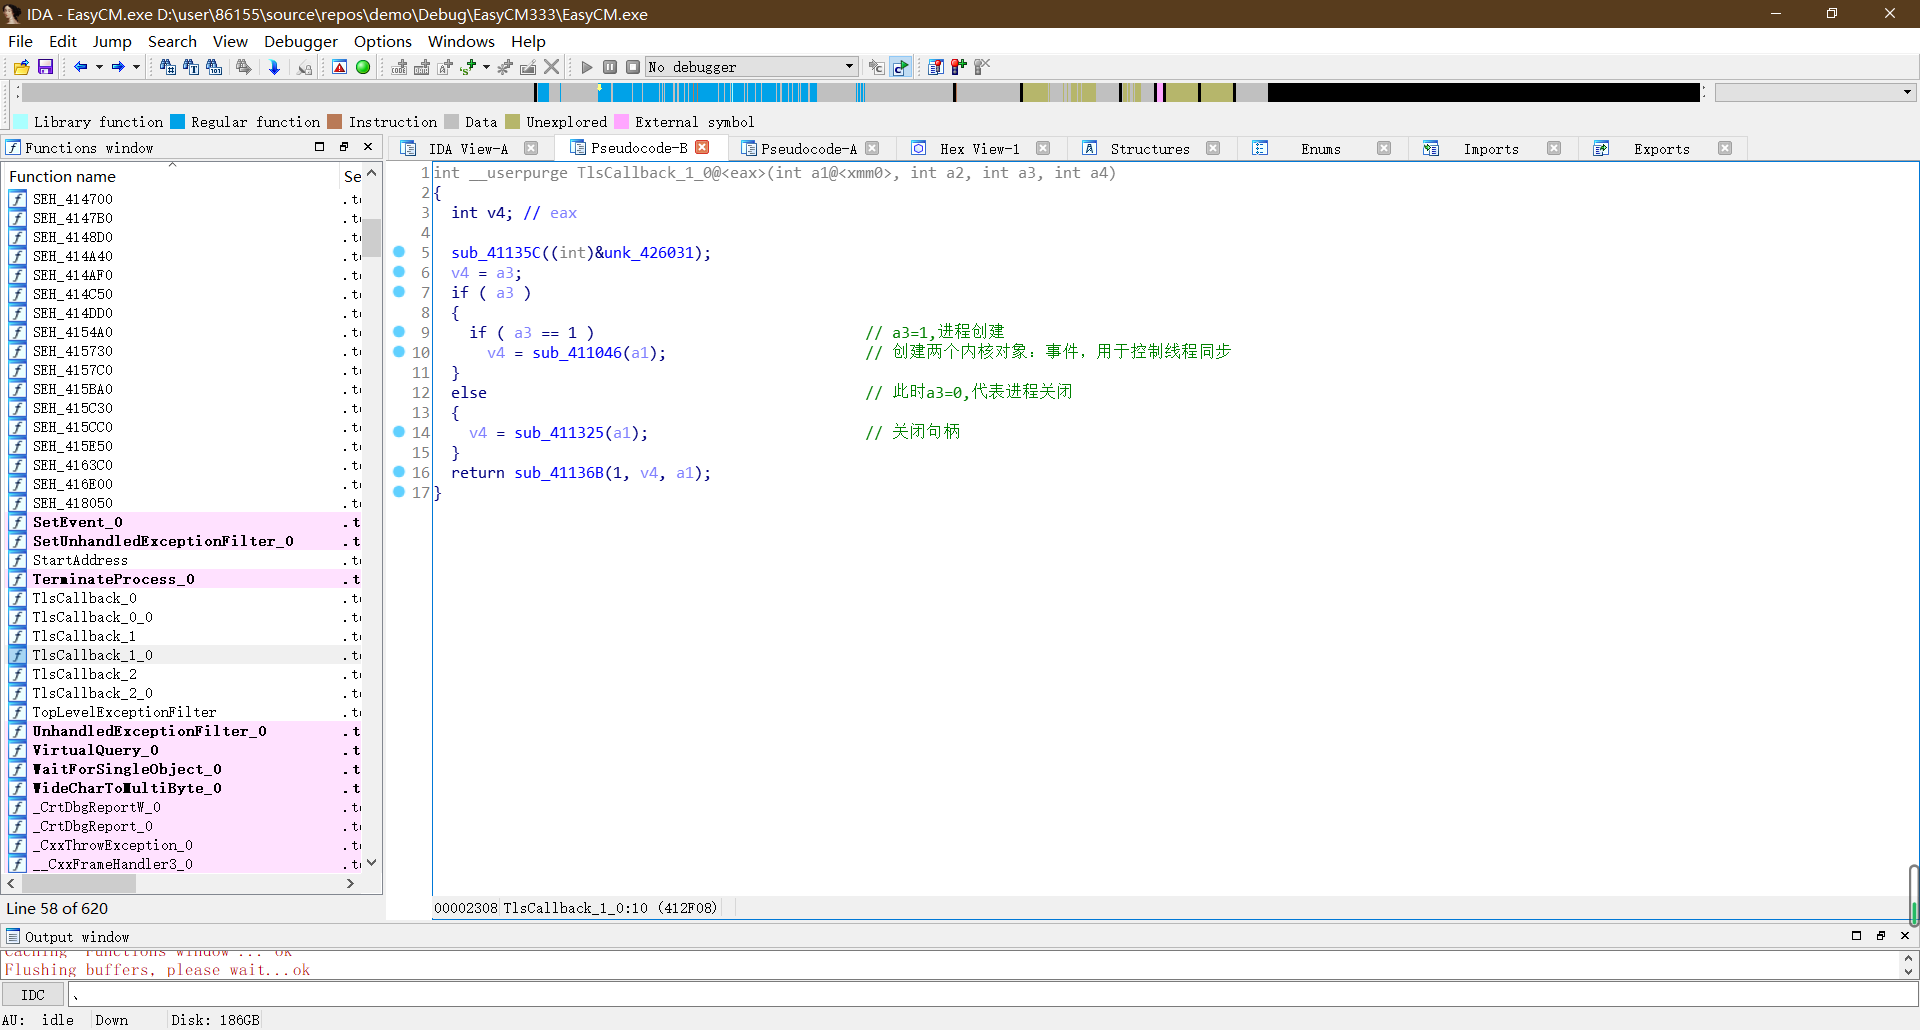 IDA - EasyCM.exe D:\user\86155\source\repos\demo\Debug\EasyCM333\EasyCM.exe
File Edit Jump Search View Debugger Options Windows Help
No debugger
Library function Regular function Instruction Data Unexplored External symbol
Functions window
IDA View-A Pseudocode-B Pseudocode-A Hex View-1 Structures Enums Imports Exports
Function name Se
SEH_414700 .t
SEH_4147B0 .t
SEH_4148D0 .t
SEH_414A40 .t
SEH_414AF0 .t
SEH_414C50 .t
SEH_414DD0 .t
SEH_4154A0 .t
SEH_415730 .t
SEH_4157C0 .t
SEH_415BA0 .t
SEH_415C30 .t
SEH_415CC0 .t
SEH_415E50 .t
SEH_4163C0 .t
SEH_416E00 .t
SEH_418050 .t
SetEvent_0 .t
SetUnhandledExceptionFilter_0 .t
StartAddress .t
TerminateProcess_0 .t
TlsCallback_0 .t
TlsCallback_0_0 .t
TlsCallback_1 .t
TlsCallback_1_0 .t
TlsCallback_2 .t
TlsCallback_2_0 .t
TopLevelExceptionFilter .t
UnhandledExceptionFilter_0 .t
VirtualQuery_0 .t
WaitForSingleObject_0 .t
WideCharToMultiByte_0 .t
_CrtDbgReportW_0 .t
_CrtDbgReport_0 .t
_CxxThrowException_0 .t
__CxxFrameHandler3_0 .t
Line 58 of 620
1 int __userpurge TlsCallback_1_0@<eax>(int a1@<xmm0>, int a2, int a3, int a4)
2 {
3 int v4; // eax
4
5 sub_41135C((int)&unk_426031);
6 v4 = a3;
7 if ( a3 )
8 {
9 if ( a3 == 1 ) // a3=1,进程创建
10 v4 = sub_411046(a1); // 创建两个内核对象：事件，用于控制线程同步
11 }
12 else // 此时a3=0,代表进程关闭
13 {
14 v4 = sub_411325(a1); // 关闭句柄
15 }
16 return sub_41136B(1, v4, a1);
17 }
00002308 TlsCallback_1_0:10 (412F08)
Output window
Caching 'Functions window'... ok
Flushing buffers, please wait...ok
IDC 、
AU: idle Down Disk: 186GB